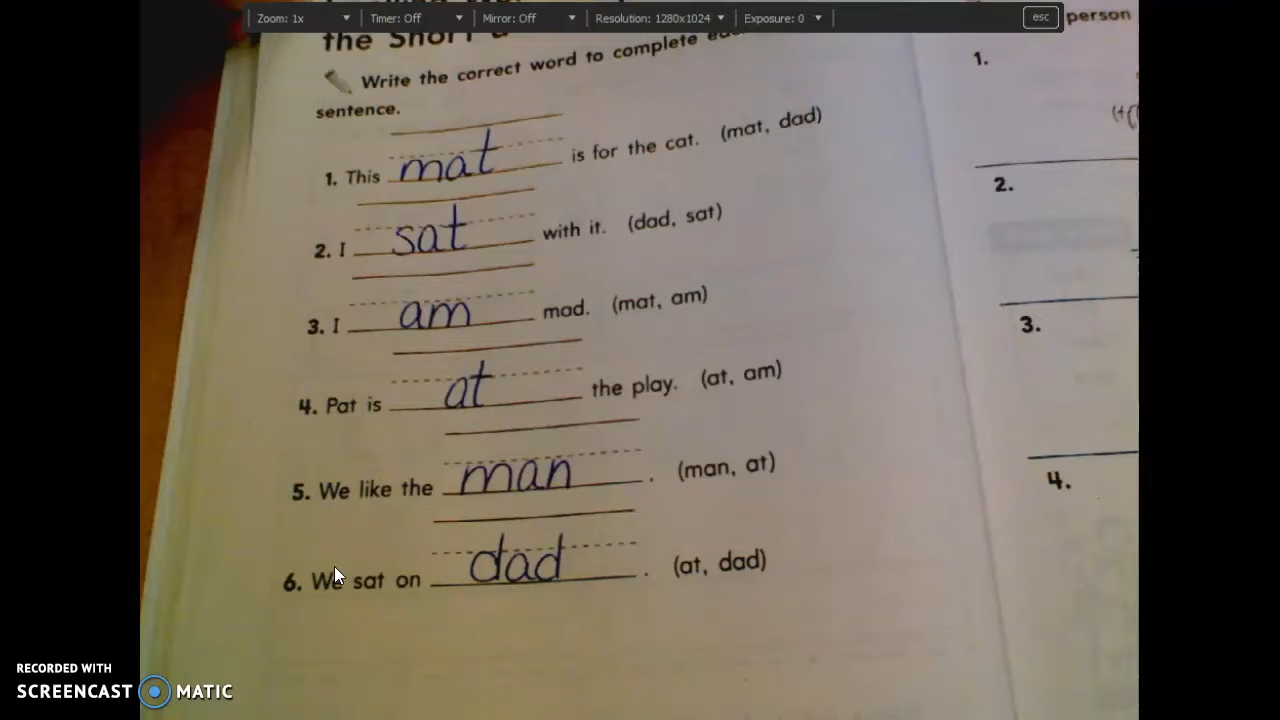 Zoom: 1x Timer: Off Mirror: Off Resolution: 1280x1024 Exposure: 0 esc
the Short a
Write the correct word to complete
sentence.
1. This mat is for the cat. (mat, dad)
2. I sat with it. (dad, sat)
3. I am mad. (mat, am)
4. Pat is at the play. (at, am)
5. We like the man. (man, at)
6. We sat on dad. (at, dad)
person
1.
2.
3.
4.
RECORDED WITH
SCREENCAST MATIC